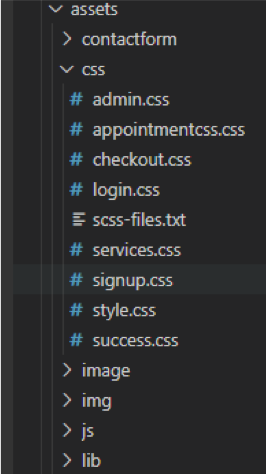 assets
contactform
css
admin.css
appointmentcss.css
checkout.css
login.css
scss-files.txt
services.css
signup.css
style.css
success.css
image
img
js
lib